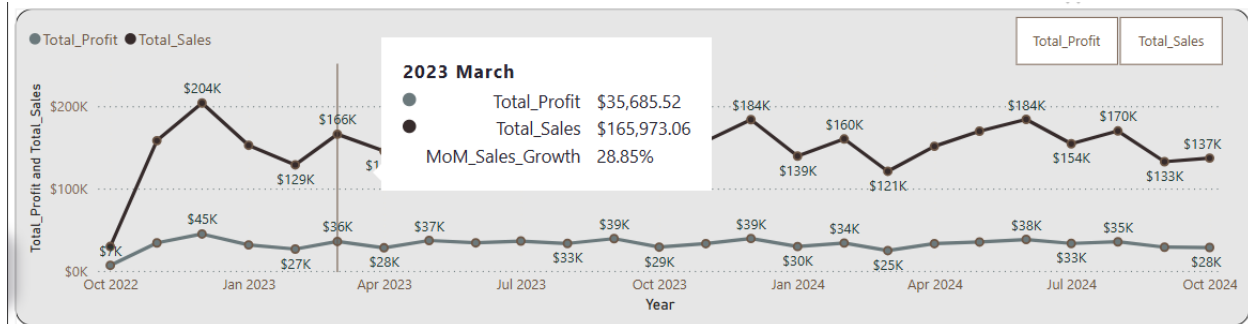 Total_Profit Total_Sales
Total_Profit Total_Sales
2023 March
Total_Profit $35,685.52
Total_Sales $165,973.06
MoM_Sales_Growth 28.85%
Total_Profit and Total_Sales
$200K
$100K
$0K
$204K
$129K
$166K
$184K
$139K
$160K
$121K
$184K
$154K
$170K
$133K
$137K
$7K
$45K
$27K
$36K
$28K
$37K
$33K
$39K
$29K
$39K
$30K
$34K
$25K
$38K
$33K
$35K
$28K
Oct 2022 Jan 2023 Apr 2023 Jul 2023 Oct 2023 Jan 2024 Apr 2024 Jul 2024 Oct 2024
Year